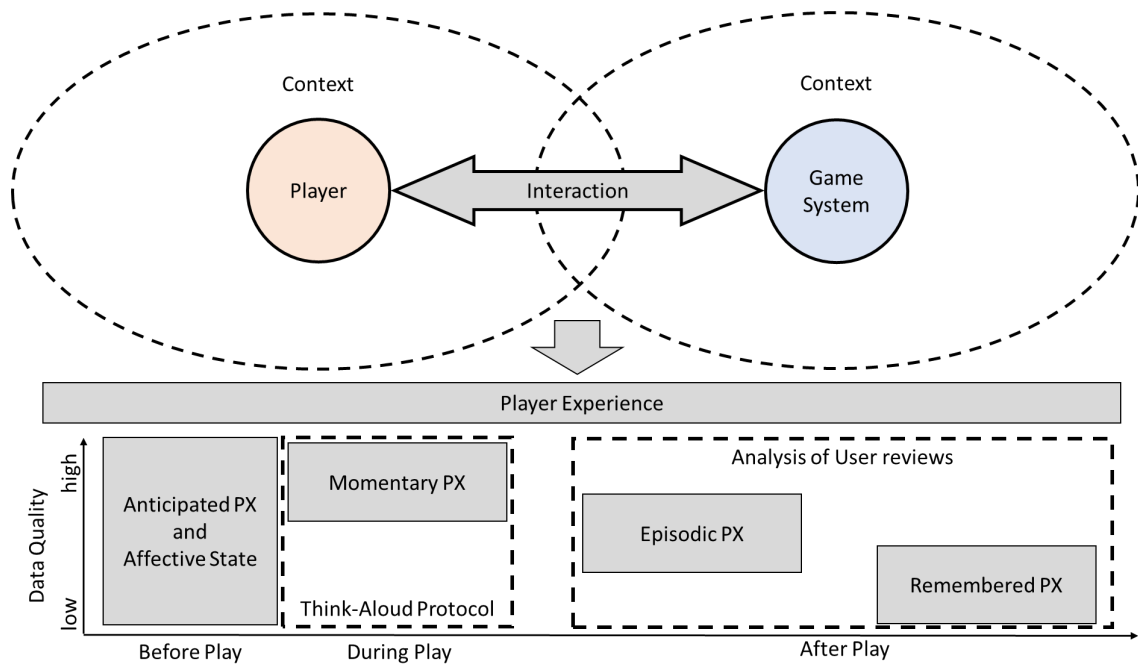 Context
Context
Player
Interaction
Game
System
Player Experience
Data Quality
high
low
Anticipated PX
and
Affective State
Momentary PX
Think-Aloud Protocol
Analysis of User reviews
Episodic PX
Remembered PX
Before Play
During Play
After Play